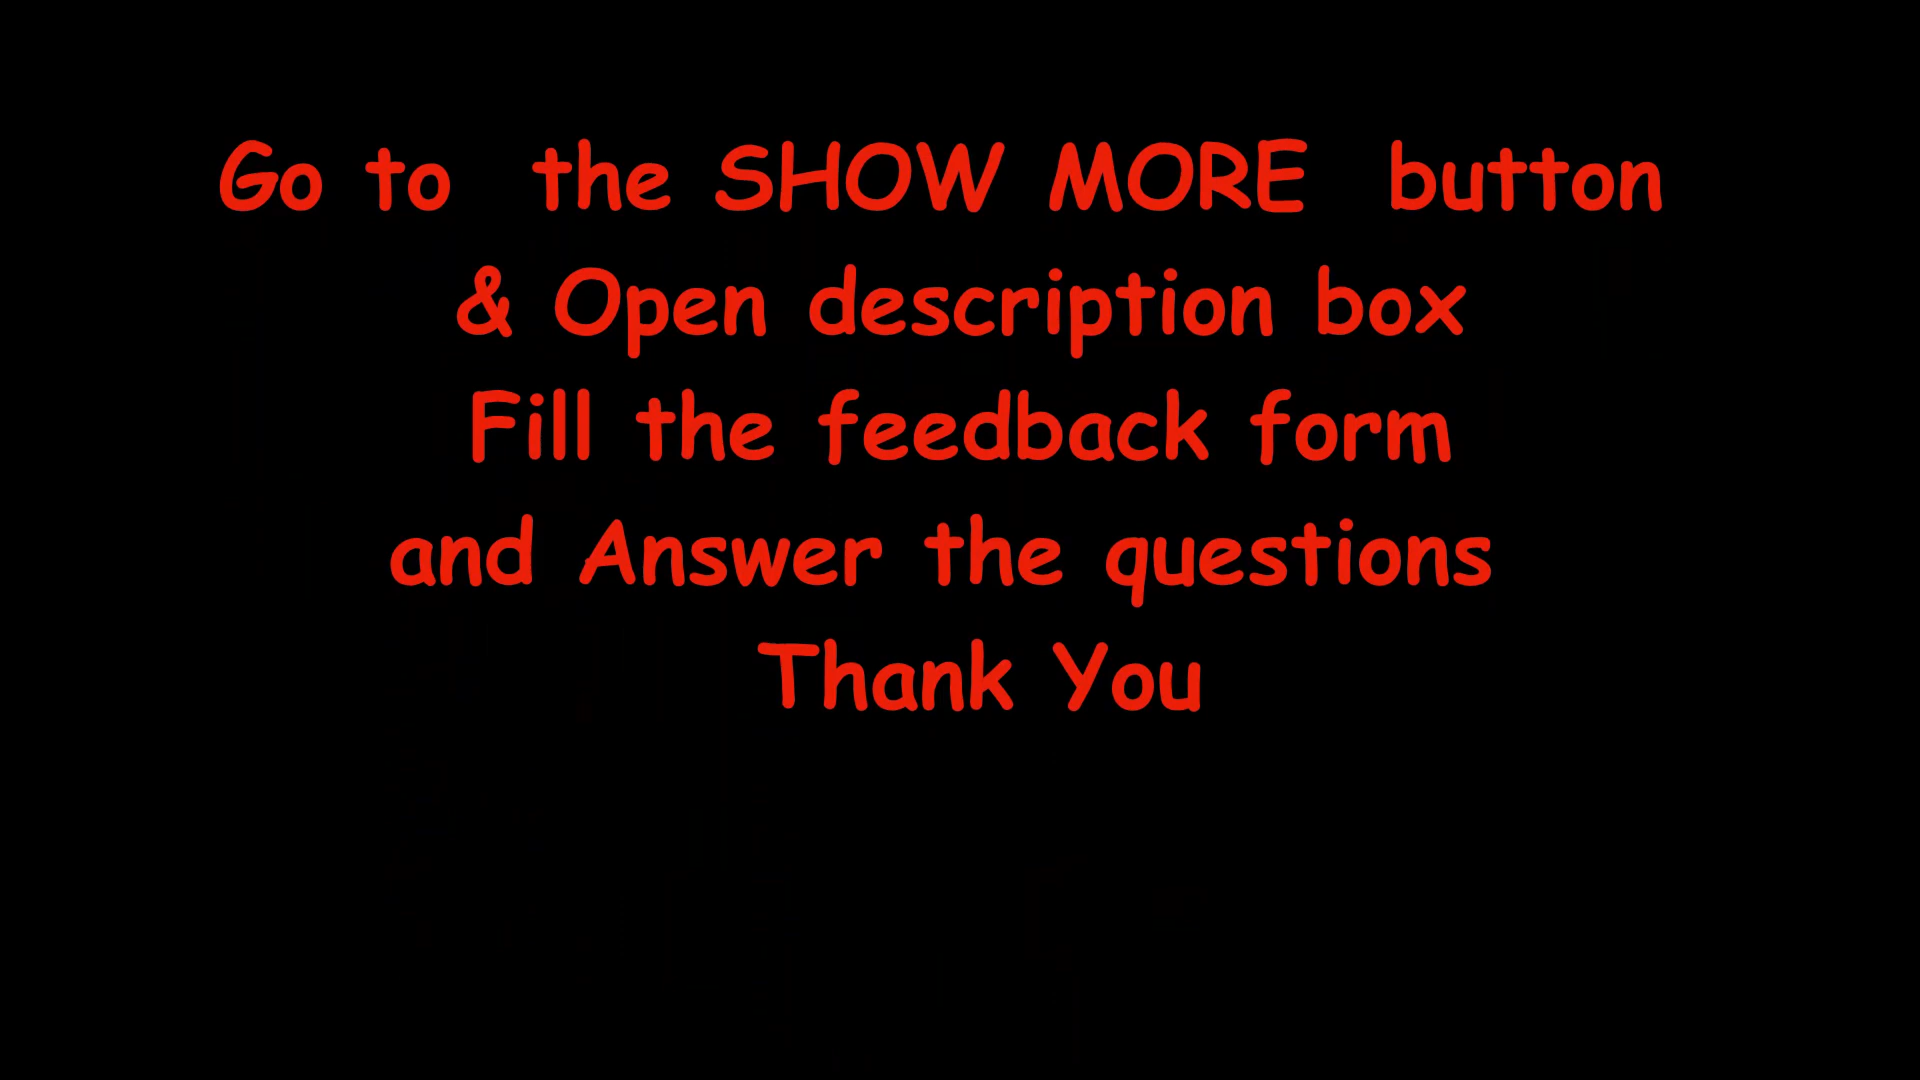 Go to the SHOW MORE button
& Open description box
Fill the feedback form
and Answer the questions
Thank You